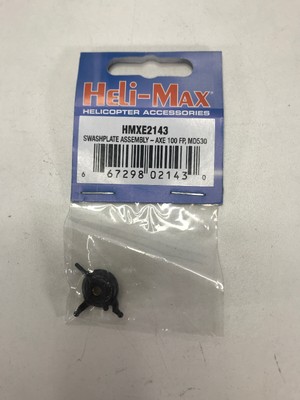 HELI-MAX®
HELICOPTER ACCESSORIES
HMXE2143
SWASHPLATE ASSEMBLY - AXE 100 FP, MD530
6 67298 02143 0